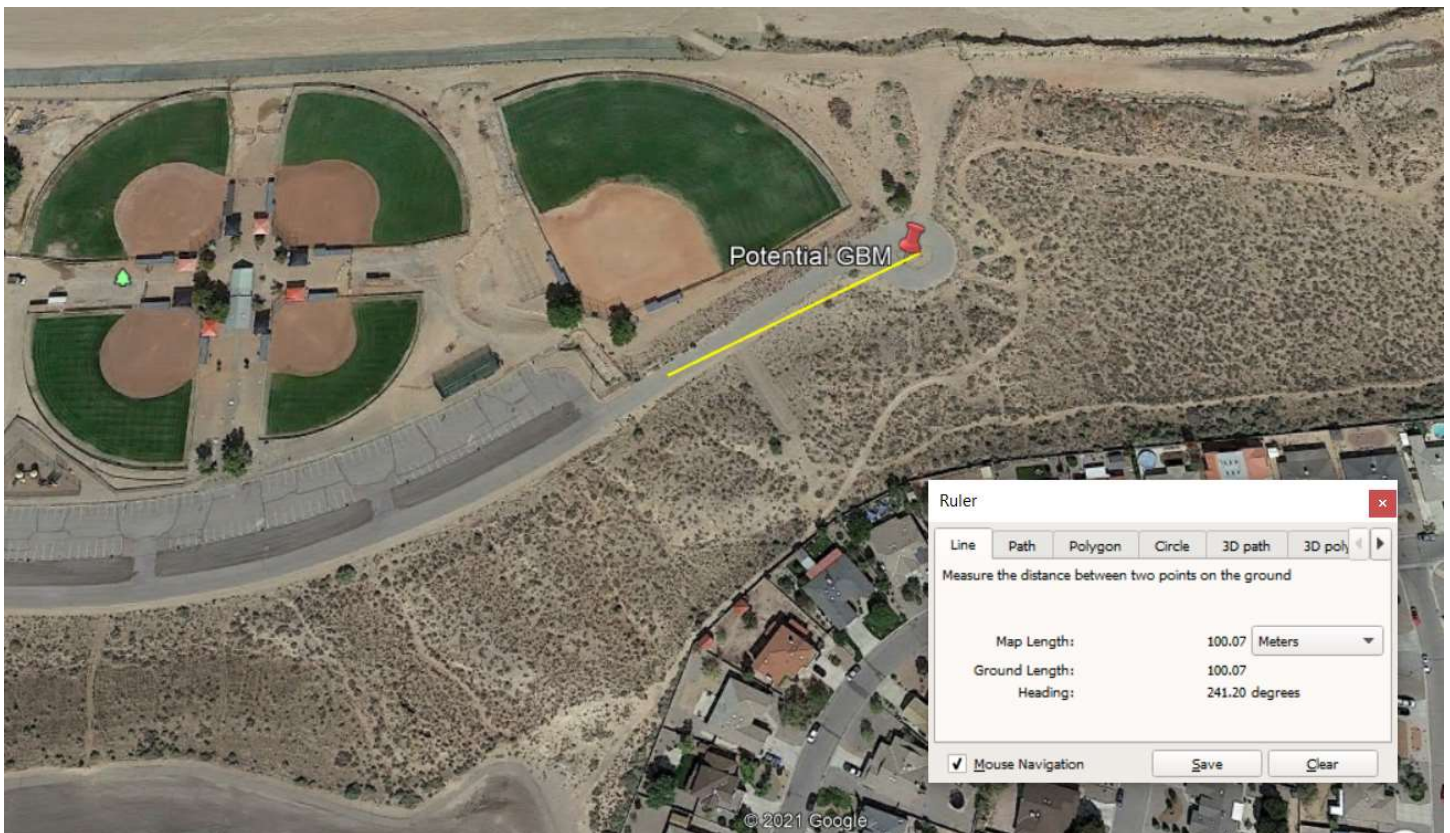 Potential GBM
Ruler
Line Path Polygon Circle 3D path 3D poly
Measure the distance between two points on the ground
Map Length: 100.07 Meters
Ground Length: 100.07
Heading: 241.20 degrees
Mouse Navigation Save Clear
© 2021 Google